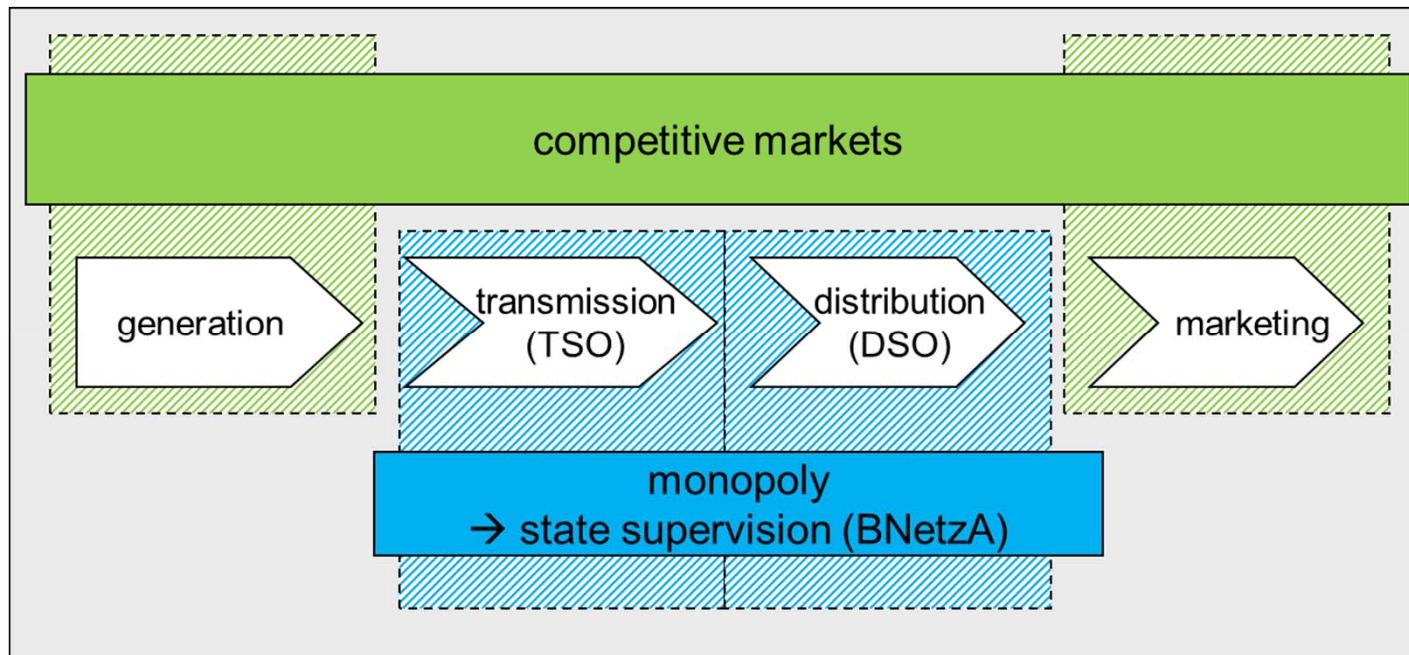 competitive markets
generation
transmission
(TSO)
distribution
(DSO)
marketing
monopoly
→ state supervision (BNetzA)